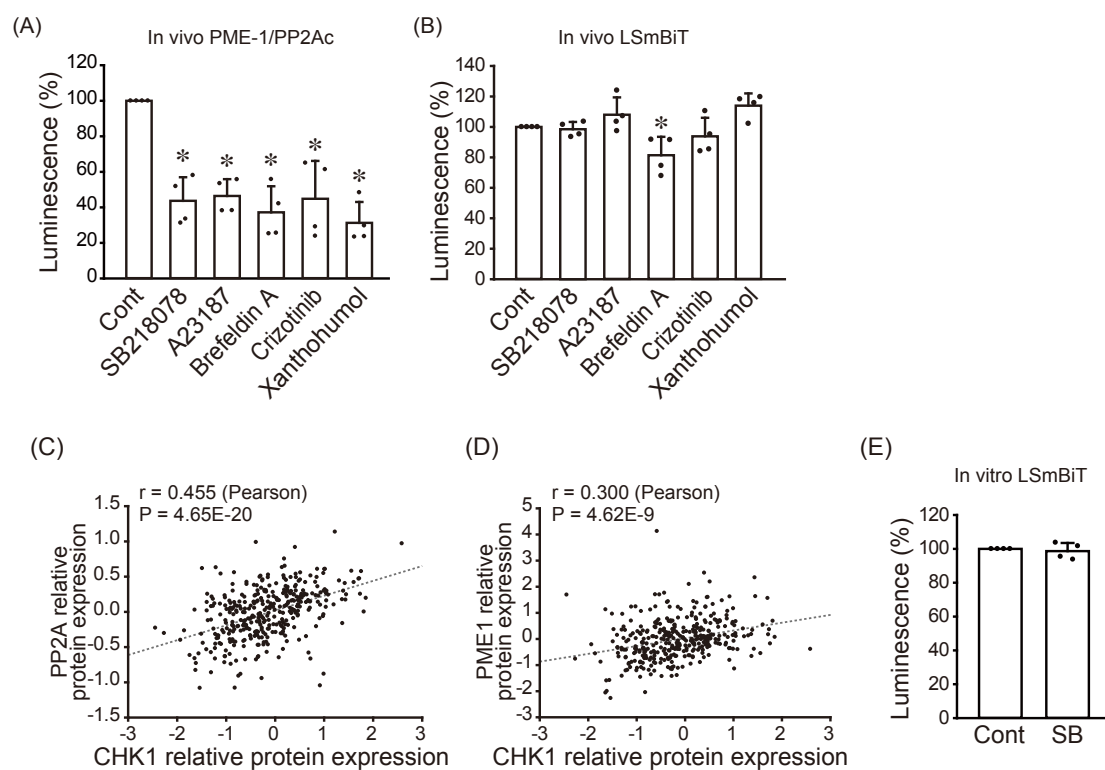 (A)
In vivo PME-1/PP2Ac
Luminescence (%)
100
80
60
40
20
0
*
*
*
*
*
Cont
SB218078
A23187
Brefeldin A
Crizotinib
Xanthohumol
(B)
In vivo LSmBiT
Luminescence (%)
140
120
100
80
60
40
20
0
*
Cont
SB218078
A23187
Brefeldin A
Crizotinib
Xanthohumol
(C)
r = 0.455 (Pearson)
P = 4.65E-20
PP2A relative
protein expression
1.5
1.0
0.5
0.0
-0.5
-1.0
-1.5
-3 -2 -1 0 1 2 3
CHK1 relative protein expression
(D)
r = 0.300 (Pearson)
P = 4.62E-9
PME1 relative
protein expression
5
4
3
2
1
0
-1
-2
-3
-3 -2 -1 0 1 2 3
CHK1 relative protein expression
(E)
In vitro LSmBiT
Luminescence (%)
120
100
80
60
40
20
0
Cont SB